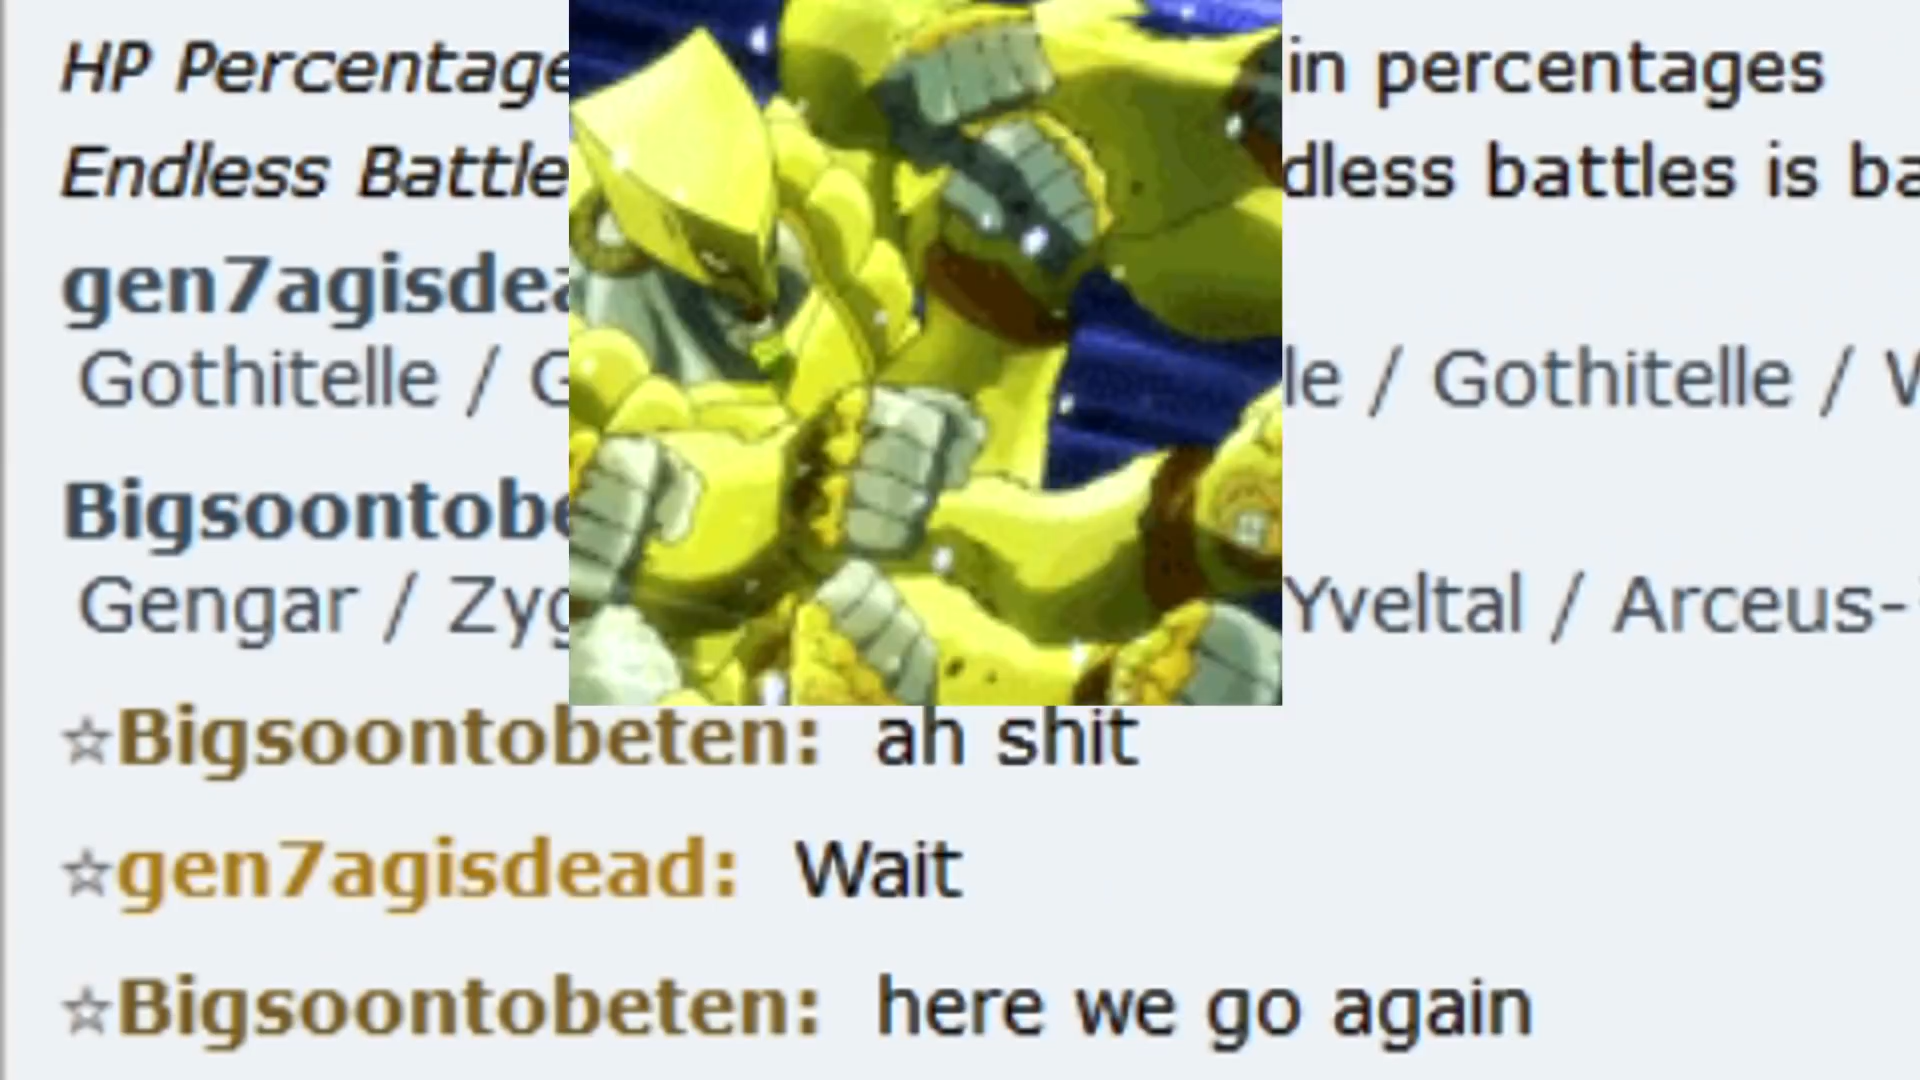 HP Percentage in percentages
Endless Battle dless battles is ba
gen7agisdea
Gothitelle / G le / Gothitelle / W
Bigsoontobe
Gengar / Zyg Yveltal / Arceus-
☆Bigsoontobeten: ah shit
☆gen7agisdead: Wait
☆Bigsoontobeten: here we go again